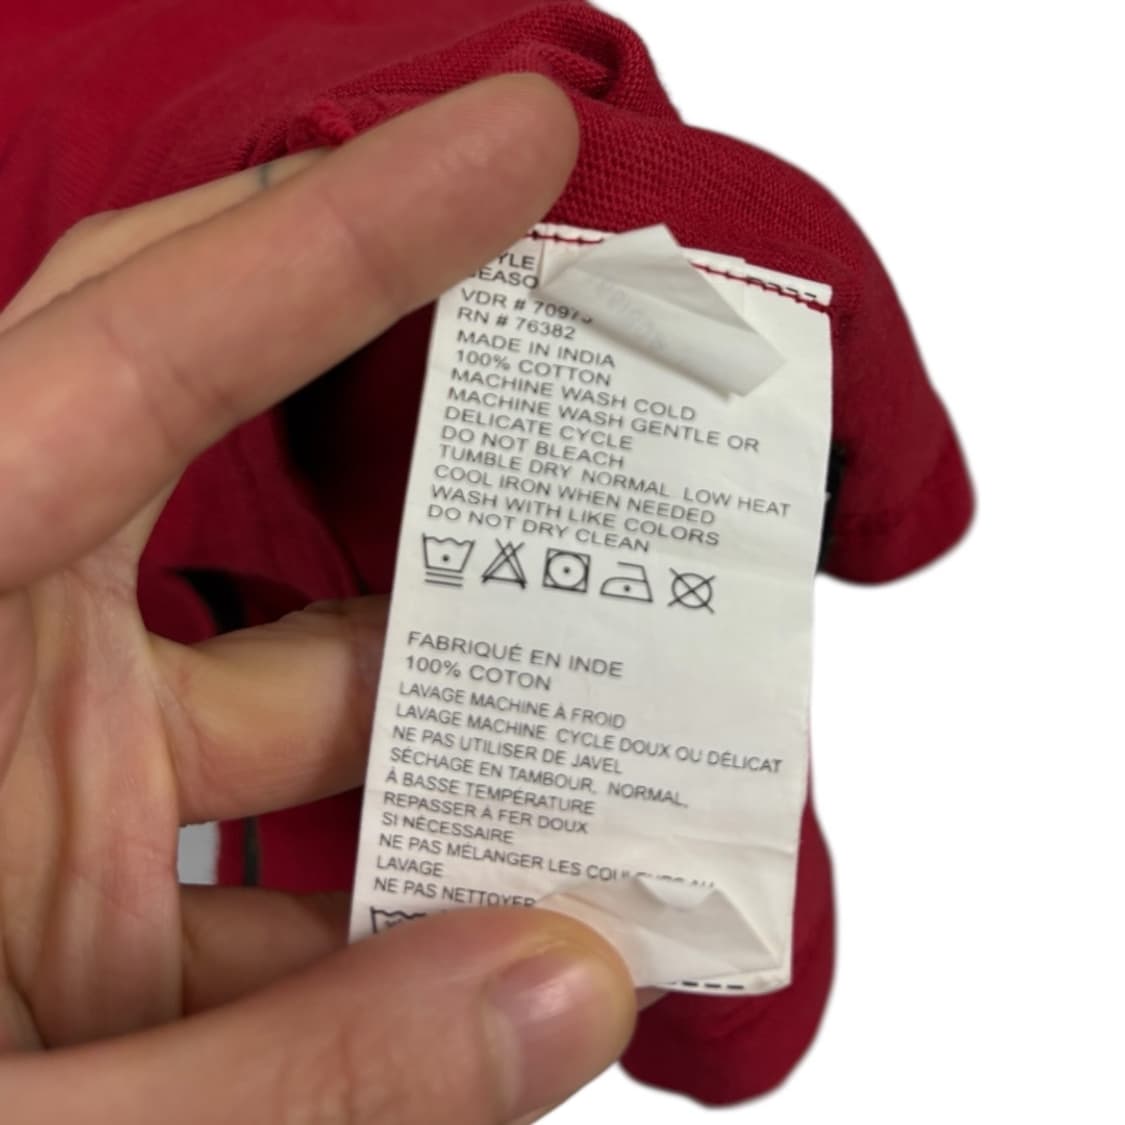 VDR # 70973
RN # 76382
MADE IN INDIA
100% COTTON
MACHINE WASH COLD
MACHINE WASH GENTLE OR
DELICATE CYCLE
DO NOT BLEACH
TUMBLE DRY NORMAL LOW HEAT
COOL IRON WHEN NEEDED
WASH WITH LIKE COLORS
DO NOT DRY CLEAN
FABRIQUÉ EN INDE
100% COTON
LAVAGE MACHINE À FROID
LAVAGE MACHINE CYCLE DOUX OU DÉLICAT
NE PAS UTILISER DE JAVEL
SÉCHAGE EN TAMBOUR, NORMAL,
À BASSE TEMPÉRATURE
REPASSER À FER DOUX
SI NÉCESSAIRE
NE PAS MÉLANGER LES
LAVAGE
NE PAS NETTOYER